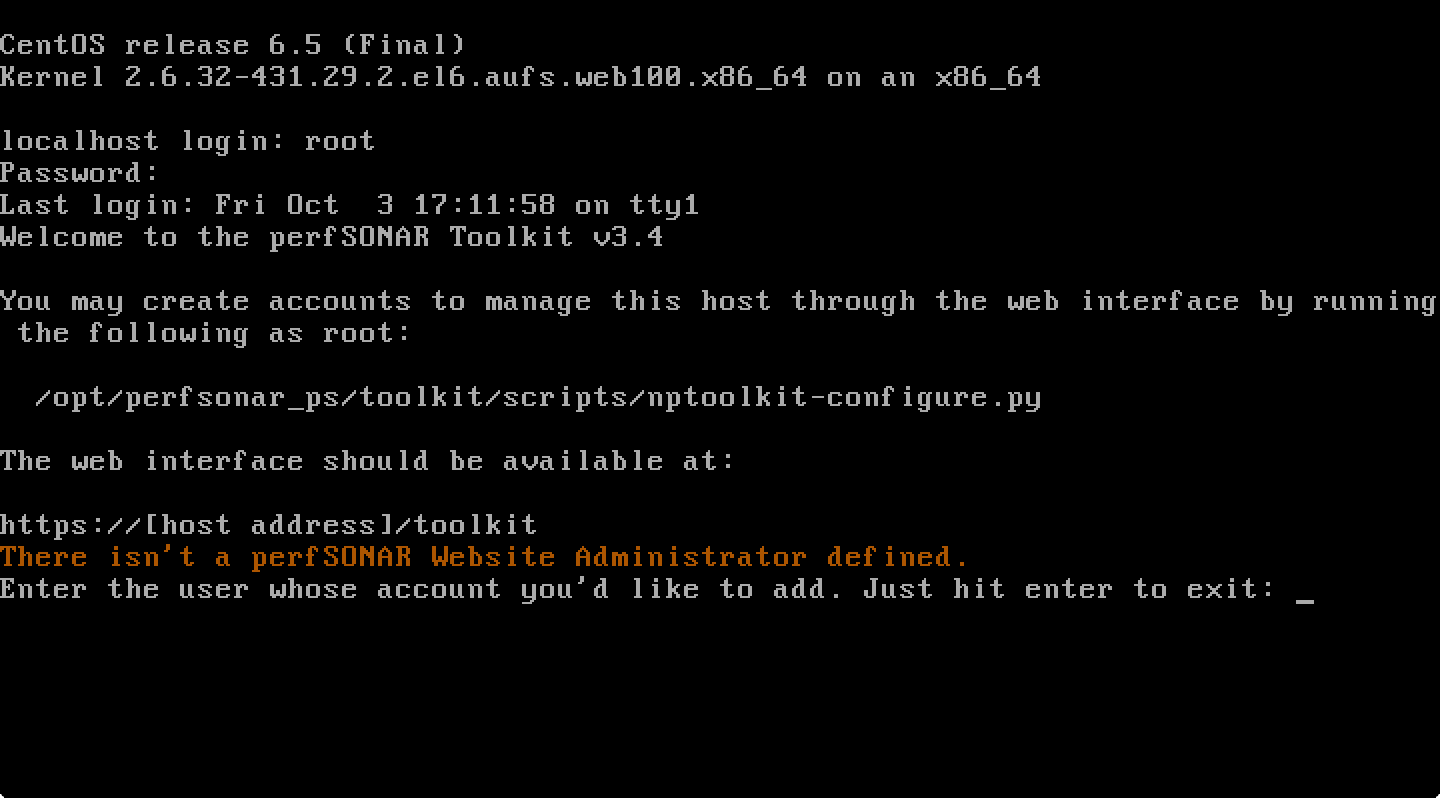 CentOS release 6.5 (Final)
Kernel 2.6.32-431.29.2.el6.aufs.web100.x86_64 on an x86_64
localhost login: root
Password:
Last login: Fri Oct  3 17:11:58 on tty1
Welcome to the perfSONAR Toolkit v3.4
You may create accounts to manage this host through the web interface by running
 the following as root:
  /opt/perfsonar_ps/toolkit/scripts/nptoolkit-configure.py
The web interface should be available at:
https://[host address]/toolkit
There isn't a perfSONAR Website Administrator defined.
Enter the user whose account you'd like to add. Just hit enter to exit: _